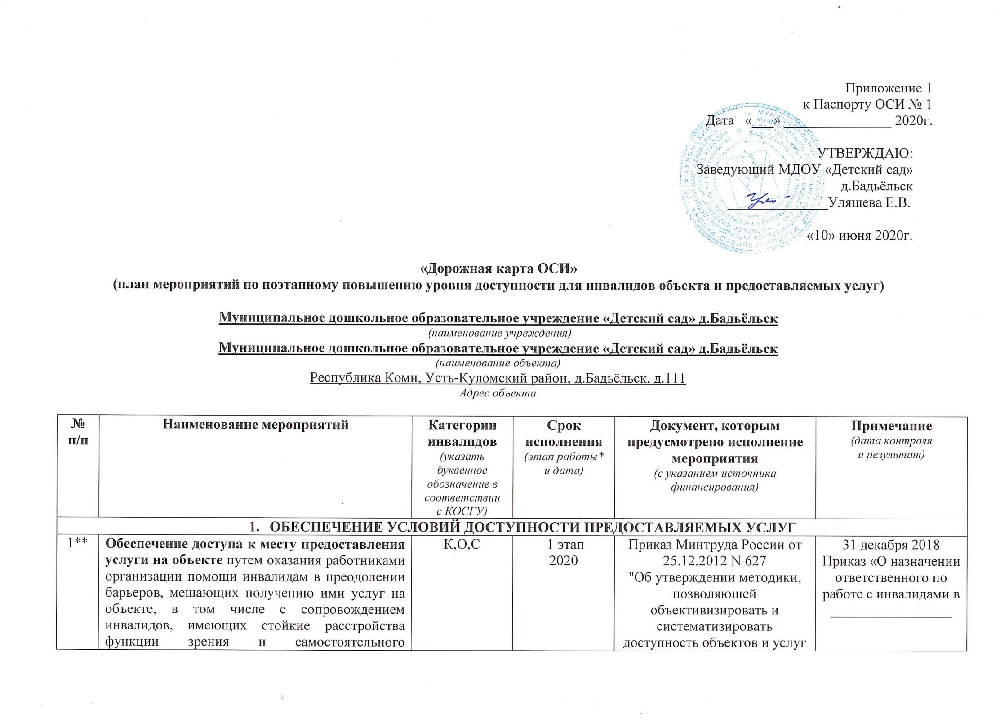 Приложение 1
к Паспорту ОСИ № 1
Дата «___»_______________ 2020г.
УТВЕРЖДАЮ:
Заведующий МДОУ «Детский сад»
д.Бадьёльск
______________Уляшева Е.В.
«10» июня 2020г.
«Дорожная карта ОСИ»
(план мероприятий по поэтапному повышению уровня доступности для инвалидов объекта и предоставляемых услуг)
Муниципальное дошкольное образовательное учреждение «Детский сад» д.Бадьёльск
(наименование учреждения)
Муниципальное дошкольное образовательное учреждение «Детский сад» д.Бадьёльск
(наименование объекта)
Республика Коми, Усть-Куломский район, д.Бадьёльск, д.111
Адрес объекта
№
п/п
Наименование мероприятий
Категории
инвалидов
(указать
буквенное
обозначение в
соответствии
с КОСГУ)
Срок
исполнения
(этап работы*
и дата)
Документ, которым
предусмотрено исполнение
мероприятия
(с указанием источника
финансирования)
Примечание
(дата контроля
и результат)
1. ОБЕСПЕЧЕНИЕ УСЛОВИЙ ДОСТУПНОСТИ ПРЕДОСТАВЛЯЕМЫХ УСЛУГ
1**
Обеспечение доступа к месту предоставления
услуги на объекте путем оказания работниками
организации помощи инвалидам в преодолении
барьеров, мешающих получению ими услуг на
объекте, в том числе с сопровождением
инвалидов, имеющих стойкие расстройства
функции зрения и самостоятельного
К,О,С
1 этап
2020
Приказ Минтруда России от
25.12.2012 N 627
"Об утверждении методики,
позволяющей
объективизировать и
систематизировать
доступность объектов и услуг
31 декабря 2018
Приказ «О назначении
ответственного по
работе с инвалидами в
__________________